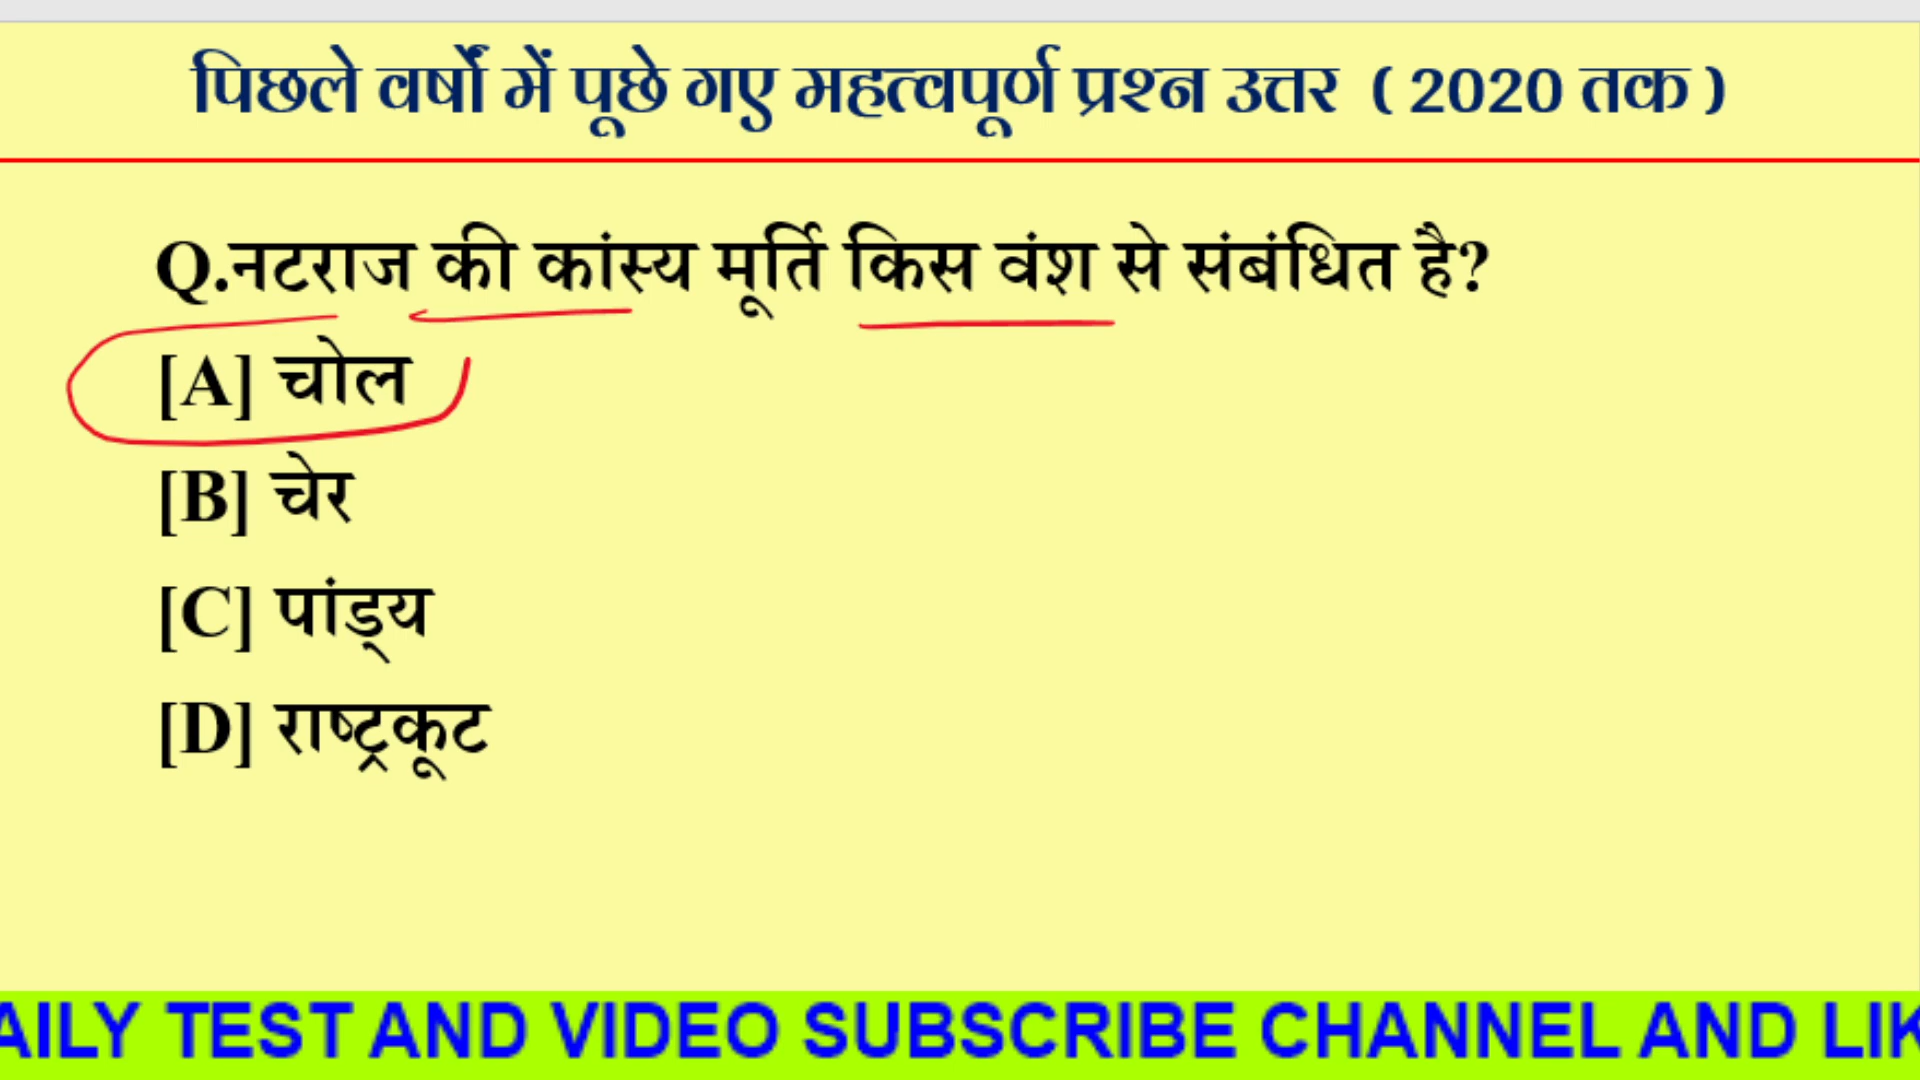 पिछले वर्षों में पूछे गए महत्वपूर्ण प्रश्न उत्तर ( 2020 तक )
Q.नटराज की कांस्य मूर्ति किस वंश से संबंधित है?
[A] चोल
[B] चेर
[C] पांड्य
[D] राष्ट्रकूट
AILY TEST AND VIDEO SUBSCRIBE CHANNEL AND LIK